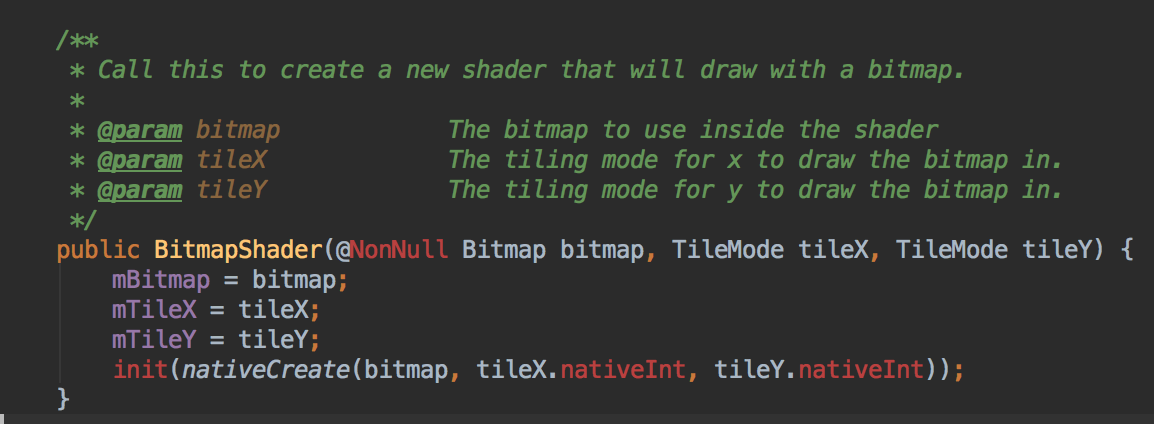 /**
 * Call this to create a new shader that will draw with a bitmap.
 *
 * @param bitmap            The bitmap to use inside the shader
 * @param tileX             The tiling mode for x to draw the bitmap in.
 * @param tileY             The tiling mode for y to draw the bitmap in.
 */
public BitmapShader(@NonNull Bitmap bitmap, TileMode tileX, TileMode tileY) {
    mBitmap = bitmap;
    mTileX = tileX;
    mTileY = tileY;
    init(nativeCreate(bitmap, tileX.nativeInt, tileY.nativeInt));
}